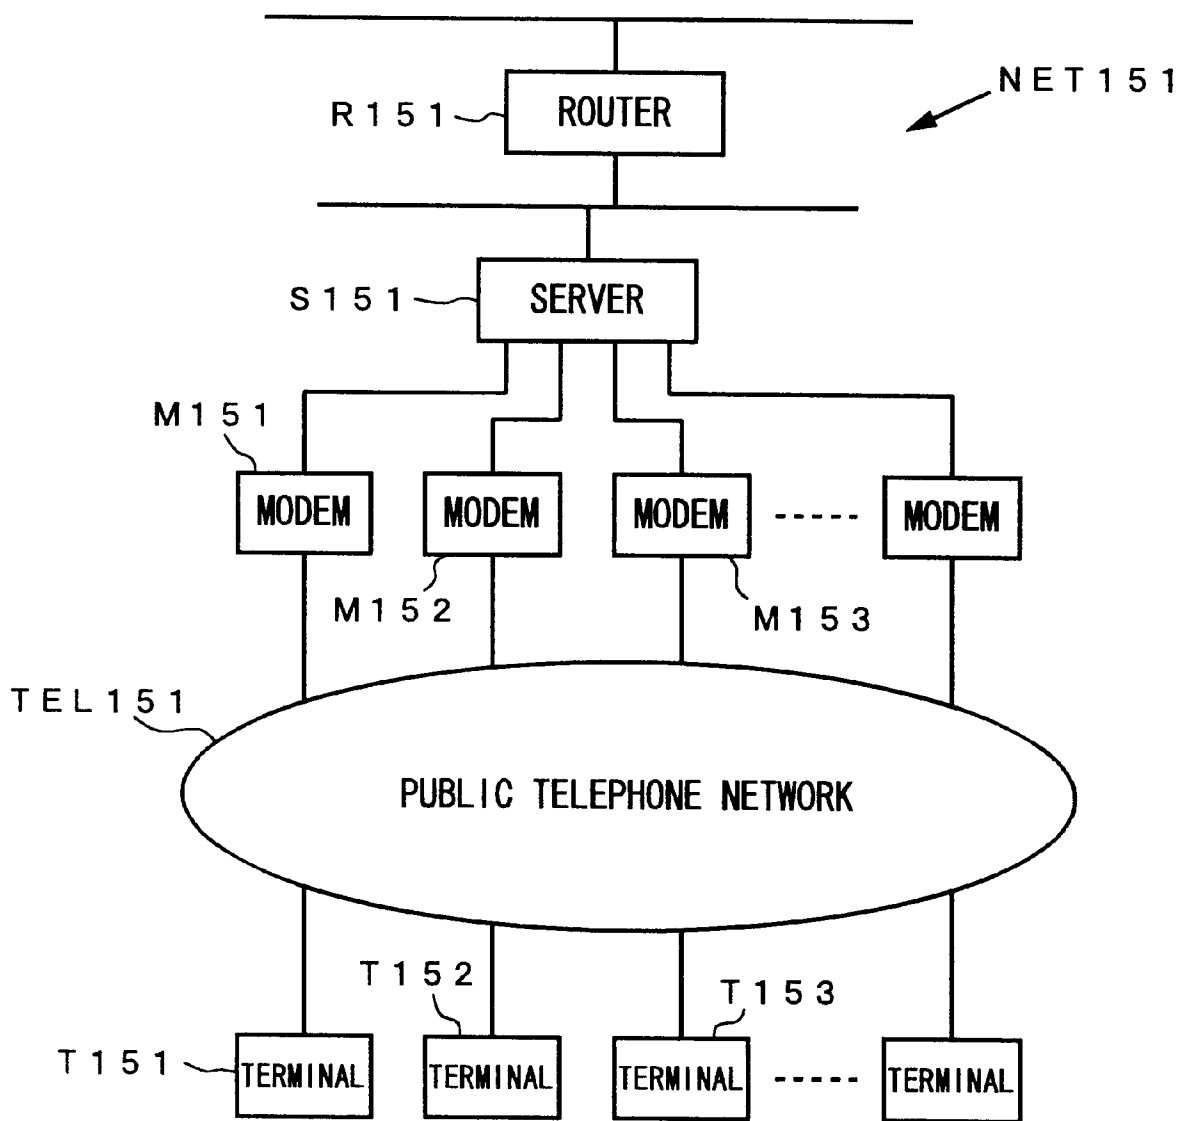 NET151
R151
ROUTER
S151
SERVER
M151
MODEM
MODEM
MODEM
MODEM
M152
M153
TEL151
PUBLIC TELEPHONE NETWORK
T152
T153
T151
TERMINAL
TERMINAL
TERMINAL
TERMINAL